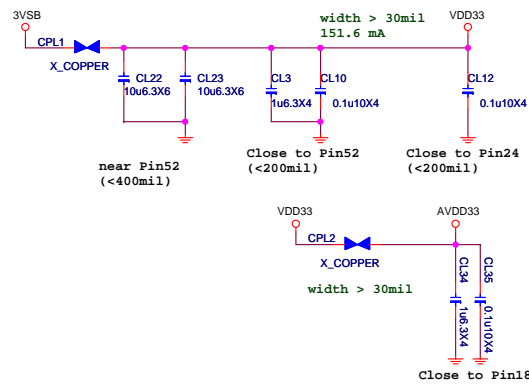 3VSB
CPL1
X_COPPER
width > 30mil
151.6 mA
VDD33
CL22
10u6.3X6
CL23
10u6.3X6
CL3
1u6.3X4
CL10
0.1u10X4
CL12
0.1u10X4
near Pin52
(<400mil)
Close to Pin52
(<200mil)
Close to Pin24
(<200mil)
VDD33
CPL2
X_COPPER
AVDD33
width > 30mil
CL34
1u6.3X4
CL35
0.1u10X4
Close to Pin18